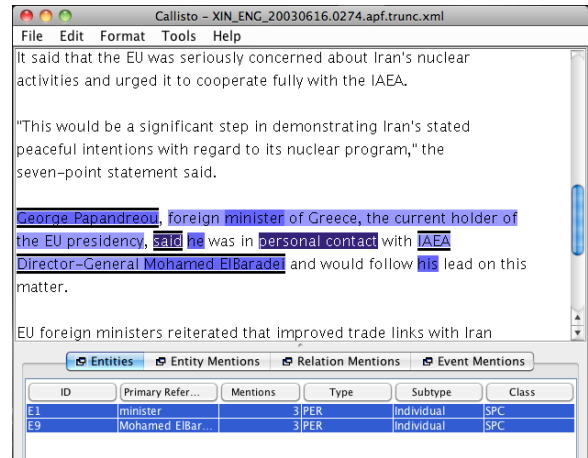 Callisto – XIN_ENG_20030616.0274.apf.trunc.xml
File Edit Format Tools Help
It said that the EU was seriously concerned about Iran's nuclear
activities and urged it to cooperate fully with the IAEA.
"This would be a significant step in demonstrating Iran's stated
peaceful intentions with regard to its nuclear program," the
seven–point statement said.
George Papandreou, foreign minister of Greece, the current holder of
the EU presidency, said he was in personal contact with IAEA
Director–General Mohamed ElBaradei and would follow his lead on this
matter.
EU foreign ministers reiterated that improved trade links with Iran
Entities Entity Mentions Relation Mentions Event Mentions
ID Primary Refer... Mentions Type Subtype Class
E1 minister 3 PER Individual SPC
E9 Mohamed ElBar... 3 PER Individual SPC